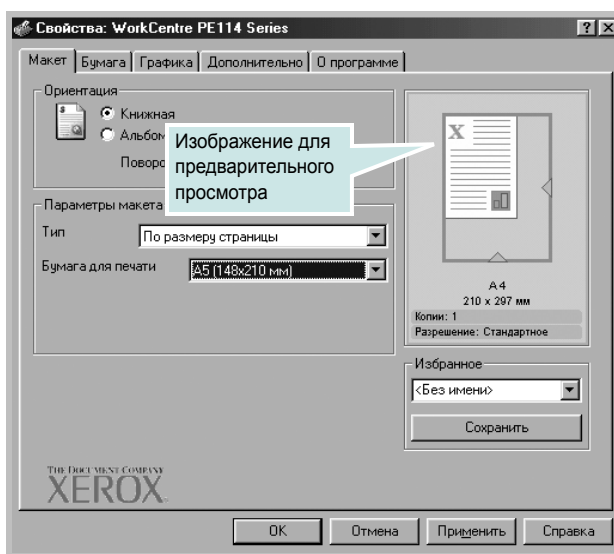 Свойства: WorkCentre PE114 Series
Макет Бумага Графика Дополнительно О программе
Ориентация
Книжная
Изображение для
предварительного
просмотра
X
A4
210 x 297 мм
Копии: 1
Разрешение: Стандартное
Параметры макета
Тип
По размеру страницы
Бумага для печати
A5 (148x210 мм)
Избранное
<Без имени>
Сохранить
THE DOCUMENT COMPANY
XEROX
OK Отмена Применить Справка